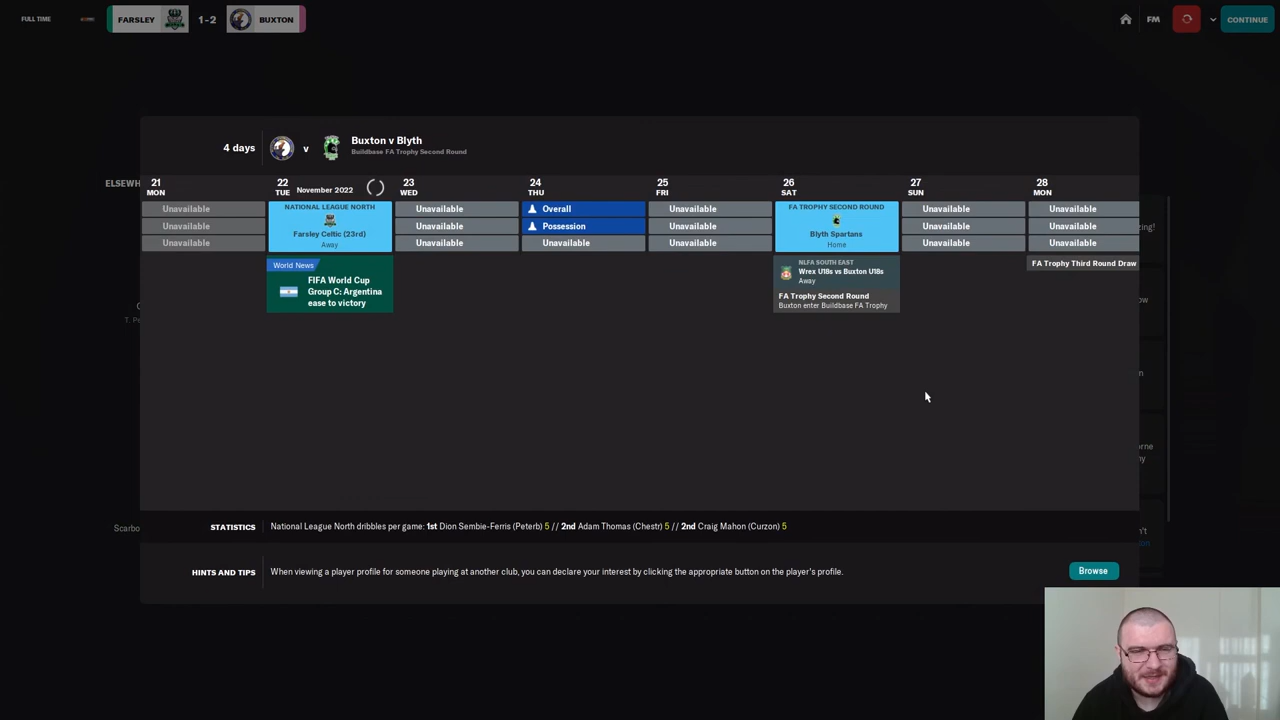 FULL TIME
FARSLEY
1-2
BUXTON
FM
CONTINUE
4 days
v
Buxton v Blyth
Buildbase FA Trophy Second Round
ELSEWH
21
MON
22
TUE
November 2022
23
WED
24
THU
25
FRI
26
SAT
27
SUN
28
MON
Unavailable
Unavailable
Unavailable
NATIONAL LEAGUE NORTH
Farsley Celtic (23rd)
Away
Unavailable
Unavailable
Unavailable
Overall
Possession
Unavailable
Unavailable
Unavailable
Unavailable
FA TROPHY SECOND ROUND
Blyth Spartans
Home
Unavailable
Unavailable
Unavailable
Unavailable
Unavailable
Unavailable
World News
FIFA World Cup
Group C: Argentina
ease to victory
NLFA SOUTH EAST
Wrex U18s vs Buxton U18s
Away
FA Trophy Second Round
Buxton enter Buildbase FA Trophy
FA Trophy Third Round Draw
T. Pe
Scarbo
STATISTICS
National League North dribbles per game: 1st Dion Sembie-Ferris (Peterb) 5 // 2nd Adam Thomas (Chestr) 5 // 2nd Craig Mahon (Curzon) 5
HINTS AND TIPS
When viewing a player profile for someone playing at another club, you can declare your interest by clicking the appropriate button on the player's profile.
Browse